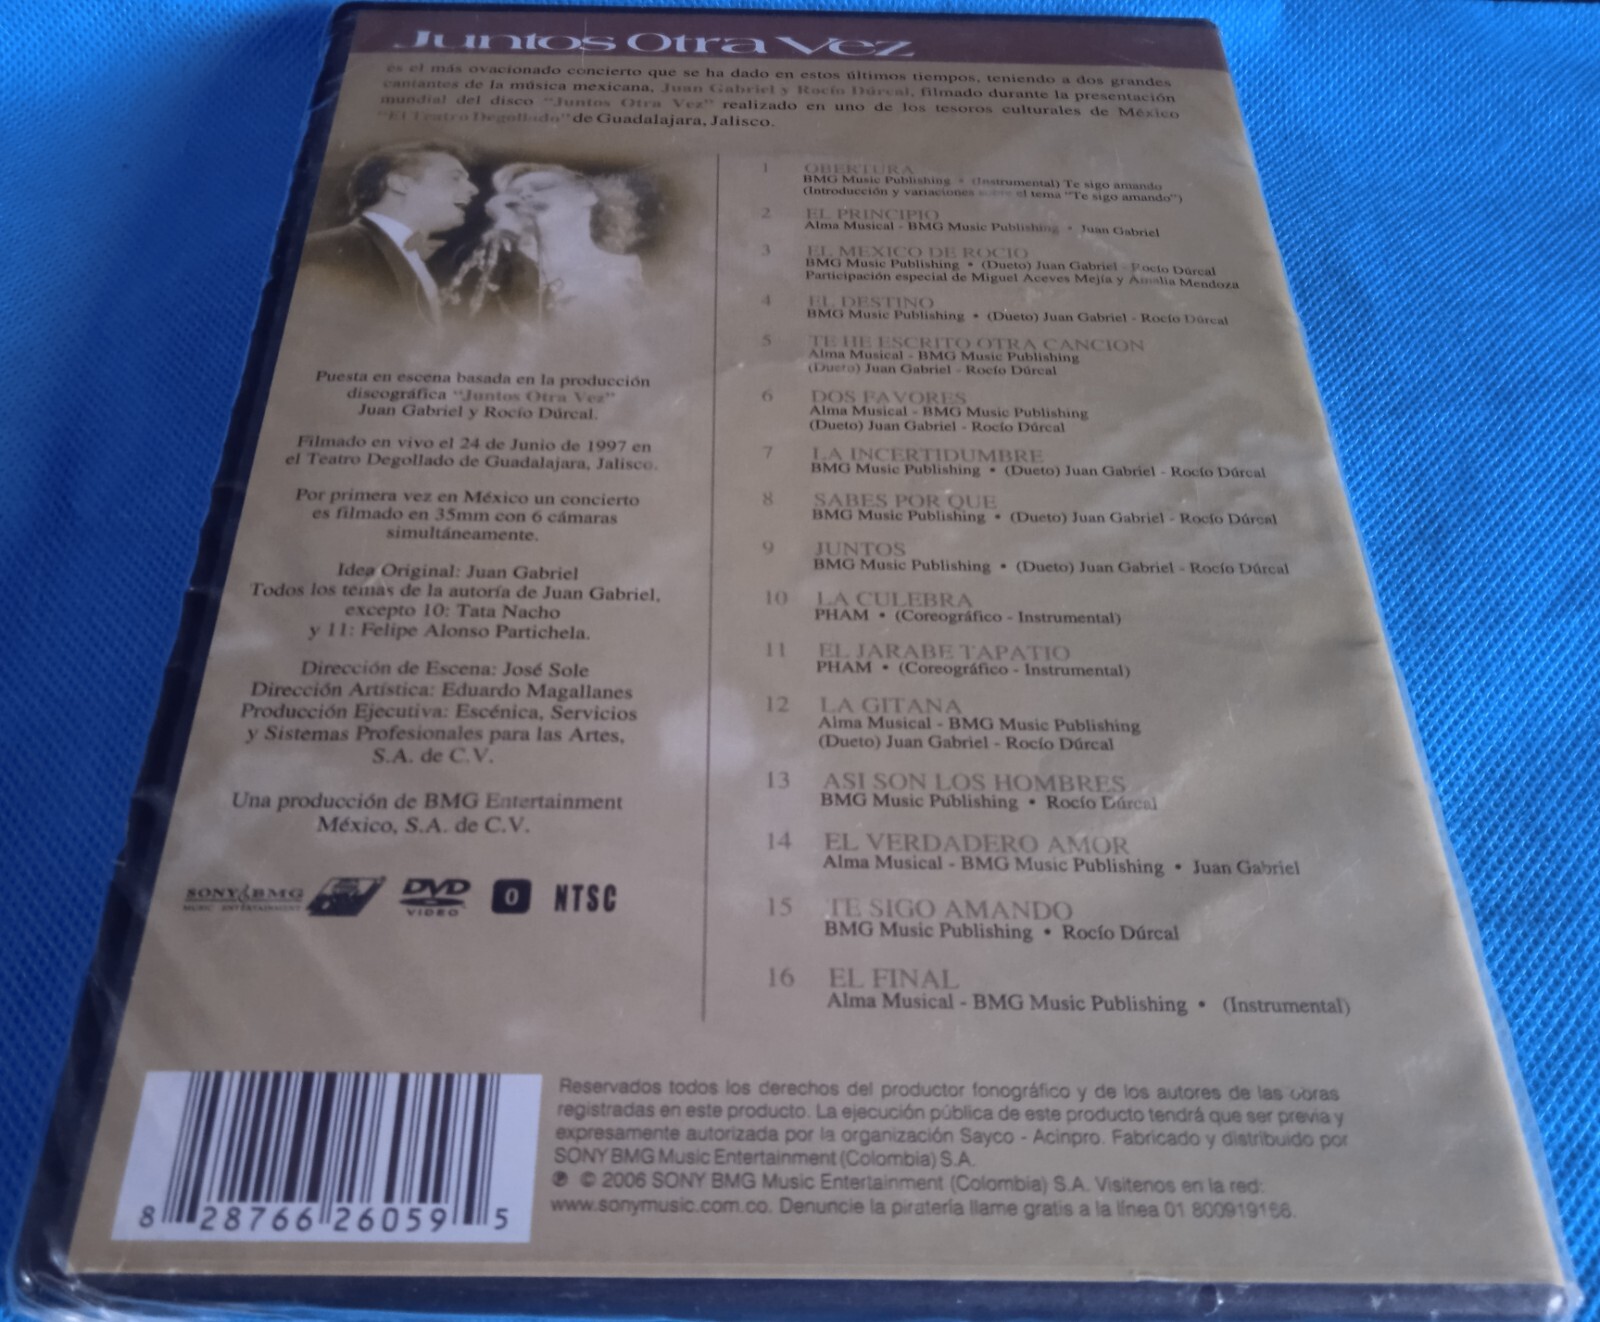 Juntos Otra Vez
es el más ovacionado concierto que se ha dado en estos últimos tiempos, teniendo a dos grandes
cantantes de la música mexicana, Juan Gabriel y Rocío Dúrcal, filmado durante la presentación
mundial del disco "Juntos Otra Vez" realizado en uno de los tesoros culturales de México
"El Teatro Degollado" de Guadalajara, Jalisco.
Puesta en escena basada en la producción
discográfica "Juntos Otra Vez"
Juan Gabriel y Rocío Dúrcal.
Filmado en vivo el 24 de Junio de 1997 en
el Teatro Degollado de Guadalajara, Jalisco.
Por primera vez en México un concierto
es filmado en 35mm con 6 cámaras
simultáneamente.
Idea Original: Juan Gabriel
Todos los temas de la autoría de Juan Gabriel,
excepto 10: Tata Nacho
y 11: Felipe Alonso Partichela.
Dirección de Escena: José Sole
Dirección Artística: Eduardo Magallanes
Producción Ejecutiva: Escénica, Servicios
y Sistemas Profesionales para las Artes,
S.A. de C.V.
Una producción de BMG Entertainment
México, S.A. de C.V.
SONY BMG
MUSIC ENTERTAINMENT
DVD
VIDEO
0
NTSC
1 OBERTURA
BMG Music Publishing • (Instrumental) Te sigo amando
(Introducción y variaciones sobre el tema "Te sigo amando")
2 EL PRINCIPIO
Alma Musical - BMG Music Publishing • Juan Gabriel
3 EL MEXICO DE ROCIO
BMG Music Publishing • (Dueto) Juan Gabriel - Rocío Dúrcal
Participación especial de Miguel Aceves Mejía y Amalia Mendoza
4 EL DESTINO
BMG Music Publishing • (Dueto) Juan Gabriel - Rocío Dúrcal
5 TE HE ESCRITO OTRA CANCION
Alma Musical - BMG Music Publishing
(Dueto) Juan Gabriel - Rocío Dúrcal
6 DOS FAVORES
Alma Musical - BMG Music Publishing
(Dueto) Juan Gabriel - Rocío Dúrcal
7 LA INCERTIDUMBRE
BMG Music Publishing • (Dueto) Juan Gabriel - Rocío Dúrcal
8 SABES POR QUE
BMG Music Publishing • (Dueto) Juan Gabriel - Rocío Dúrcal
9 JUNTOS
BMG Music Publishing • (Dueto) Juan Gabriel - Rocío Dúrcal
10 LA CULEBRA
PHAM • (Coreográfico - Instrumental)
11 EL JARABE TAPATIO
PHAM • (Coreográfico - Instrumental)
12 LA GITANA
Alma Musical - BMG Music Publishing
(Dueto) Juan Gabriel - Rocío Dúrcal
13 ASI SON LOS HOMBRES
BMG Music Publishing • Rocío Dúrcal
14 EL VERDADERO AMOR
Alma Musical - BMG Music Publishing • Juan Gabriel
15 TE SIGO AMANDO
BMG Music Publishing • Rocío Dúrcal
16 EL FINAL
Alma Musical - BMG Music Publishing • (Instrumental)
8 28766 26059 5
Reservados todos los derechos del productor fonográfico y de los autores de las obras
registradas en este producto. La ejecución pública de este producto tendrá que ser previa y
expresamente autorizada por la organización Sayco - Acinpro. Fabricado y distribuido por
SONY BMG Music Entertainment (Colombia) S.A.
℗ © 2006 SONY BMG Music Entertainment (Colombia) S.A. Visitenos en la red:
www.sonymusic.com.co. Denuncie la piratería llame gratis a la línea 01 800919168.